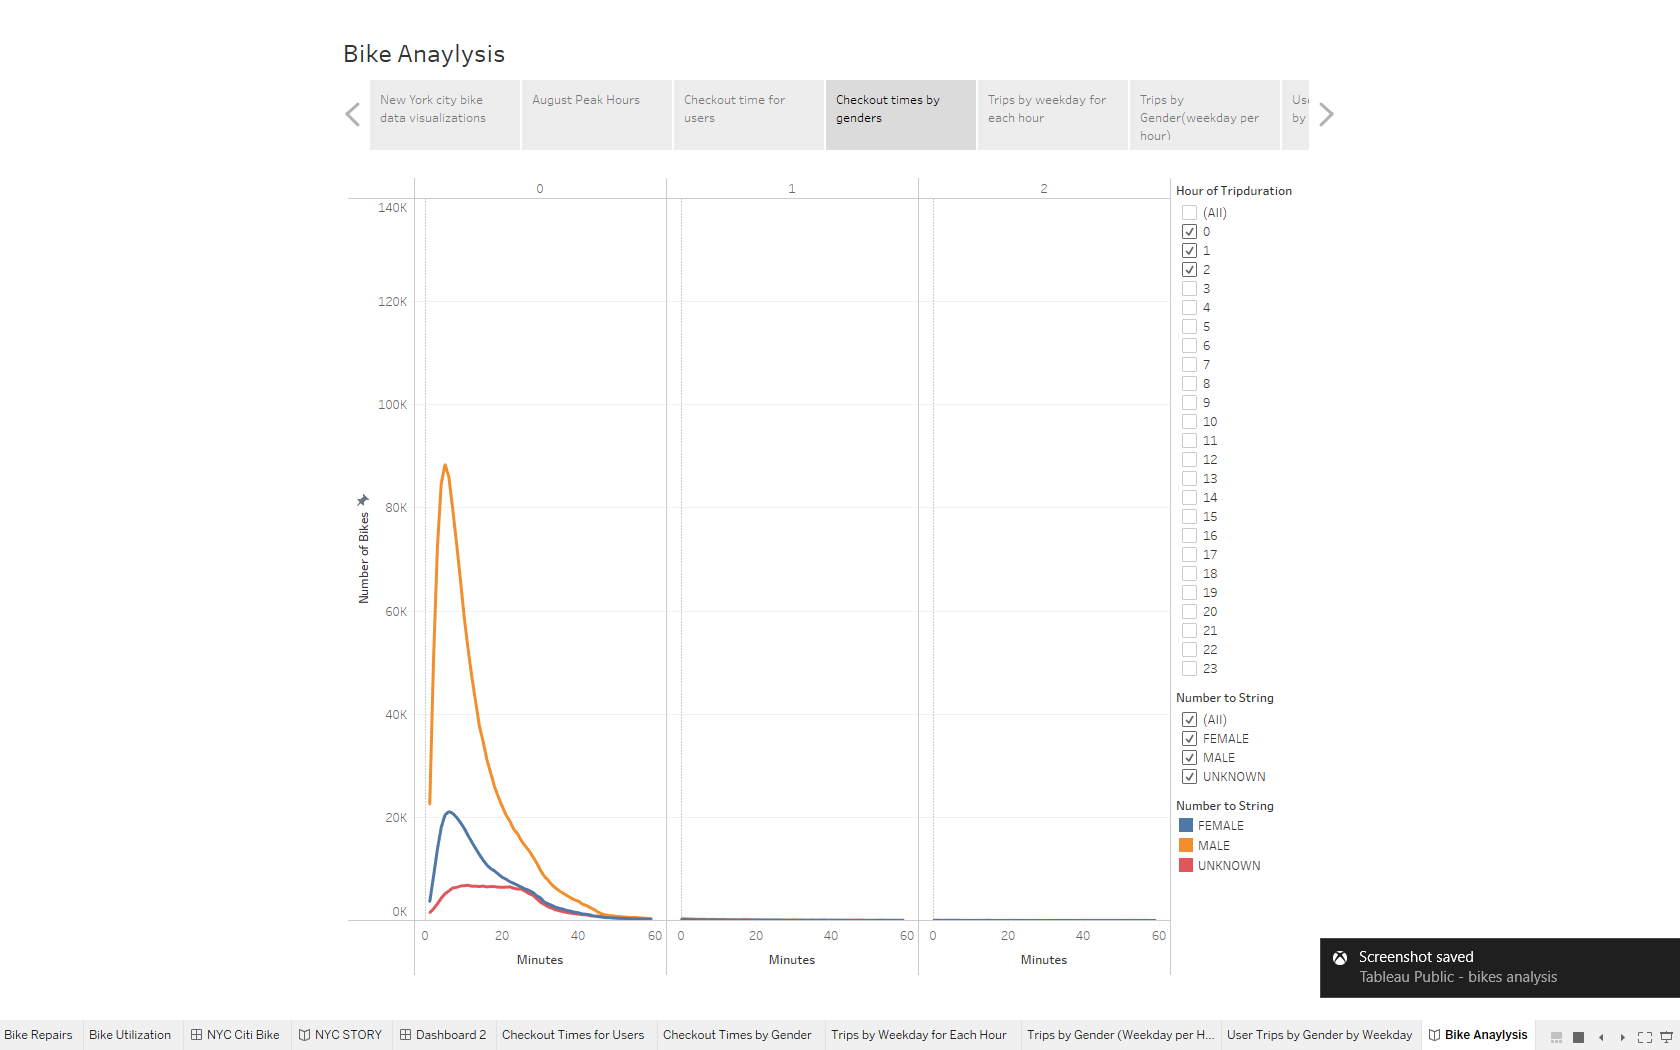 Bike Anaylysis
New York city bike
data visualizations
August Peak Hours
Checkout time for
users
Checkout times by
genders
Trips by weekday for
each hour
Trips by
Gender(weekday per
hour)
Use
by
0 1 2
140K
120K
100K
80K
60K
40K
20K
0K
Number of Bikes
0 20 40 60 0 20 40 60 0 20 40 60
Minutes Minutes Minutes
Hour of Tripduration
(All)
0
1
2
3
4
5
6
7
8
9
10
11
12
13
14
15
16
17
18
19
20
21
22
23
Number to String
(All)
FEMALE
MALE
UNKNOWN
Number to String
FEMALE
MALE
UNKNOWN
Screenshot saved
Tableau Public - bikes analysis
Bike Repairs
Bike Utilization
NYC Citi Bike
NYC STORY
Dashboard 2
Checkout Times for Users
Checkout Times by Gender
Trips by Weekday for Each Hour
Trips by Gender (Weekday per H...
User Trips by Gender by Weekday
Bike Anaylysis